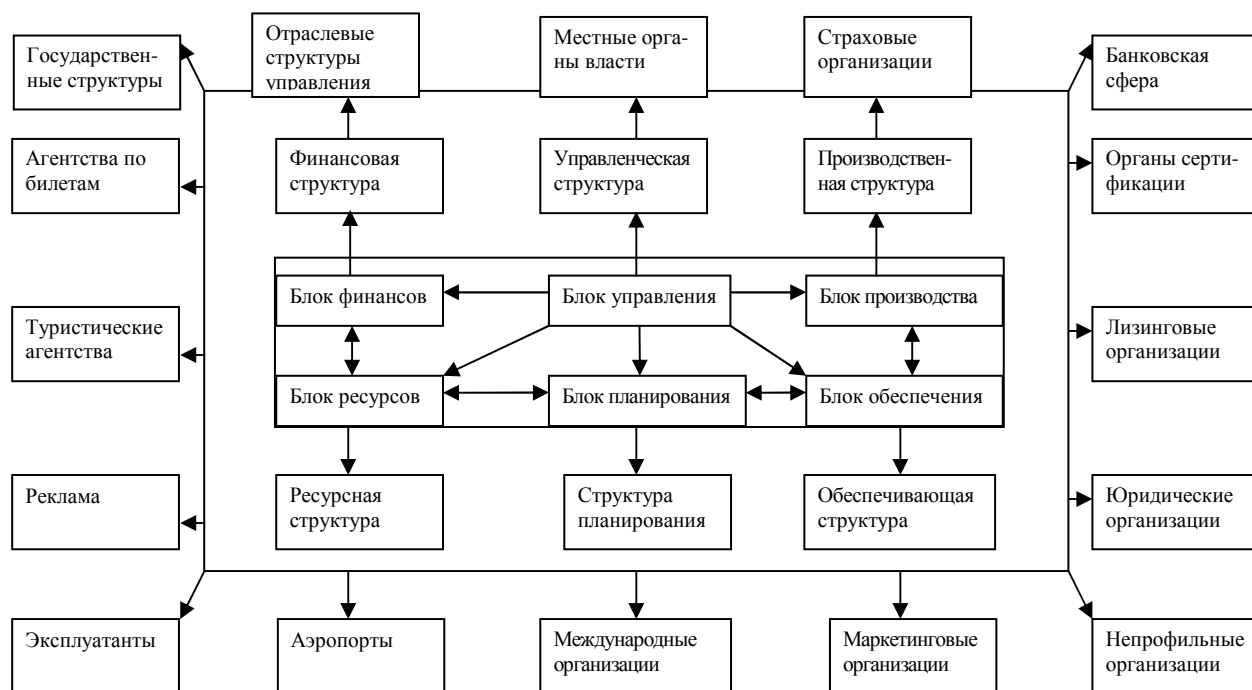 Государствен-
ные структуры
Отраслевые
структуры
управления
Местные орга-
ны власти
Страховые
организации
Банковская
сфера
Агентства по
билетам
Финансовая
структура
Управленческая
структура
Производствен-
ная структура
Органы серти-
фикации
Блок финансов
Блок управления
Блок производства
Туристические
агентства
Лизинговые
организации
Блок ресурсов
Блок планирования
Блок обеспечения
Реклама
Ресурсная
структура
Структура
планирования
Обеспечивающая
структура
Юридические
организации
Эксплуатанты
Аэропорты
Международные
организации
Маркетинговые
организации
Непрофильные
организации